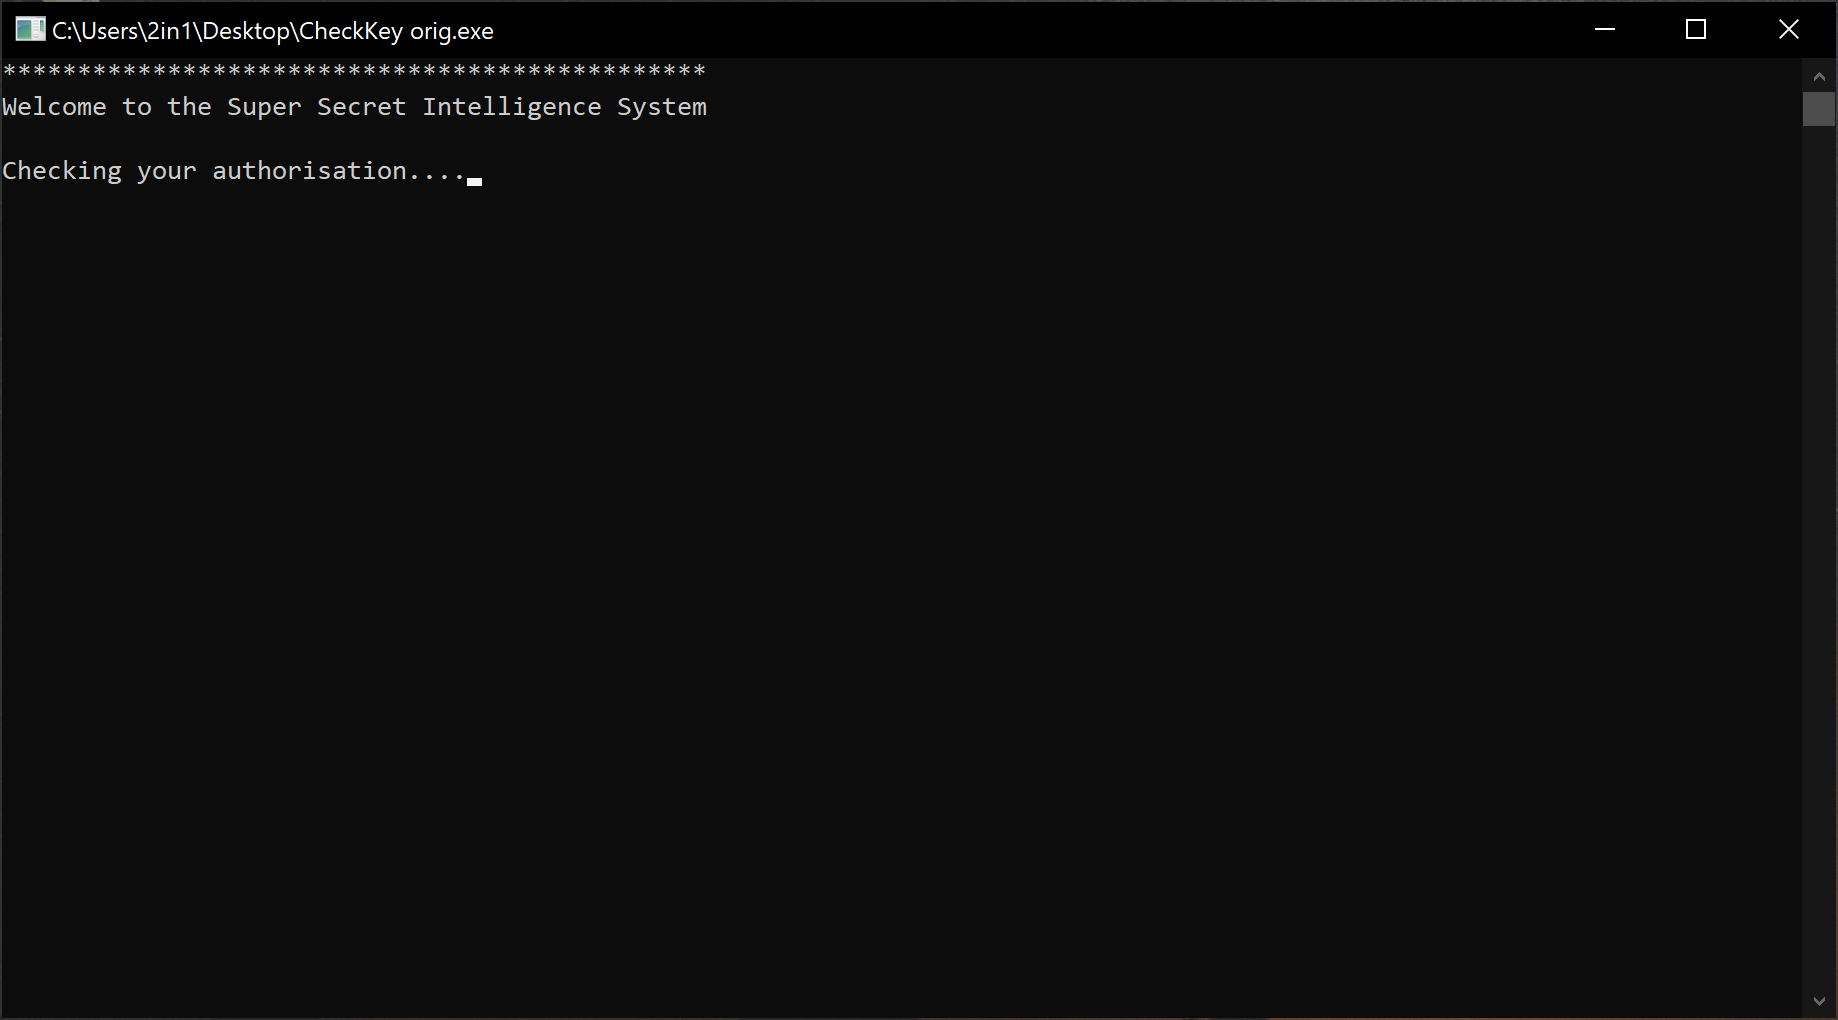 C:\Users\2in1\Desktop\CheckKey orig.exe
***********************************************
Welcome to the Super Secret Intelligence System
Checking your authorisation....